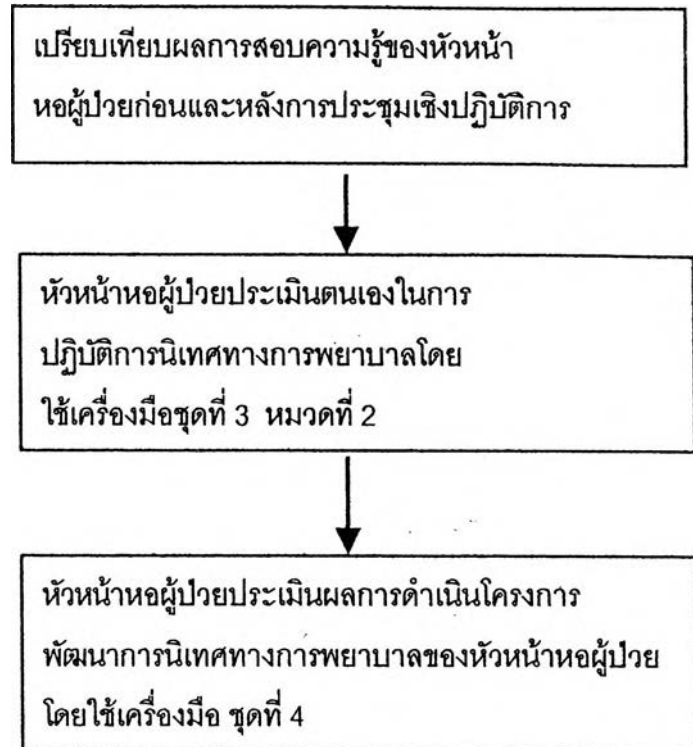 เปรียบเทียบผลการสอบความรู้ของหัวหน้า
หอผู้ป่วยก่อนและหลังการประชุมเชิงปฏิบัติการ
หัวหน้าหอผู้ป่วยประเมินตนเองในการ
ปฏิบัติการนิเทศทางการพยาบาลโดย
ใช้เครื่องมือชุดที่ 3 หมวดที่ 2
หัวหน้าหอผู้ป่วยประเมินผลการดำเนินโครงการ
พัฒนาการนิเทศทางการพยาบาลของหัวหน้าหอผู้ป่วย
โดยใช้เครื่องมือ ชุดที่ 4